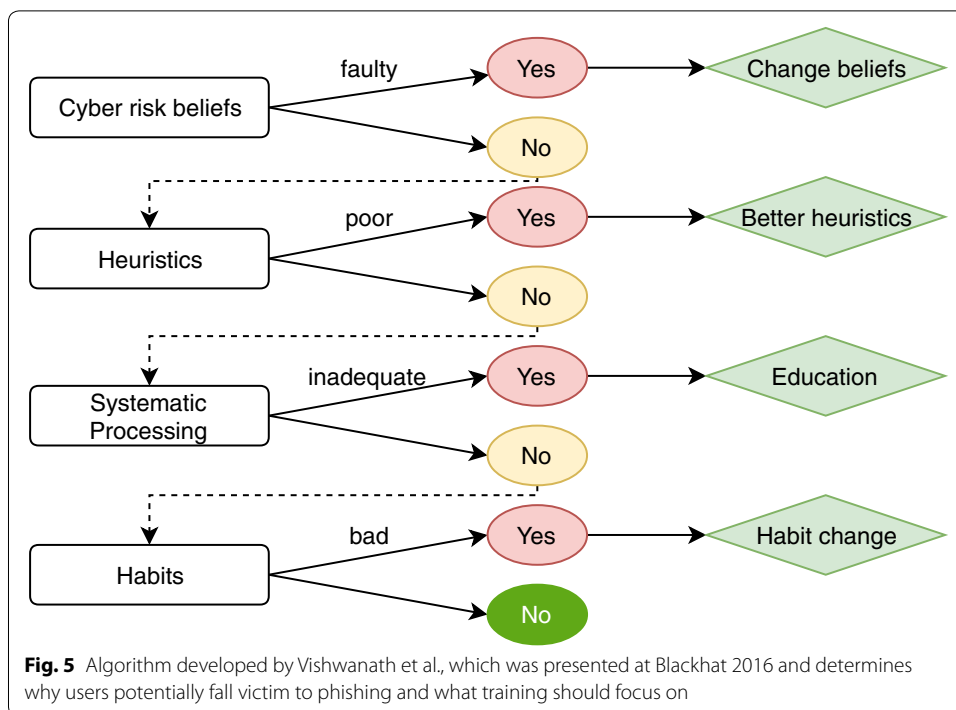 faulty
Yes
Change beliefs
Cyber risk beliefs
No
poor
Yes
Better heuristics
Heuristics
No
inadequate
Yes
Education
Systematic
Processing
No
bad
Yes
Habit change
Habits
No
Fig. 5 Algorithm developed by Vishwanath et al., which was presented at Blackhat 2016 and determines
why users potentially fall victim to phishing and what training should focus on